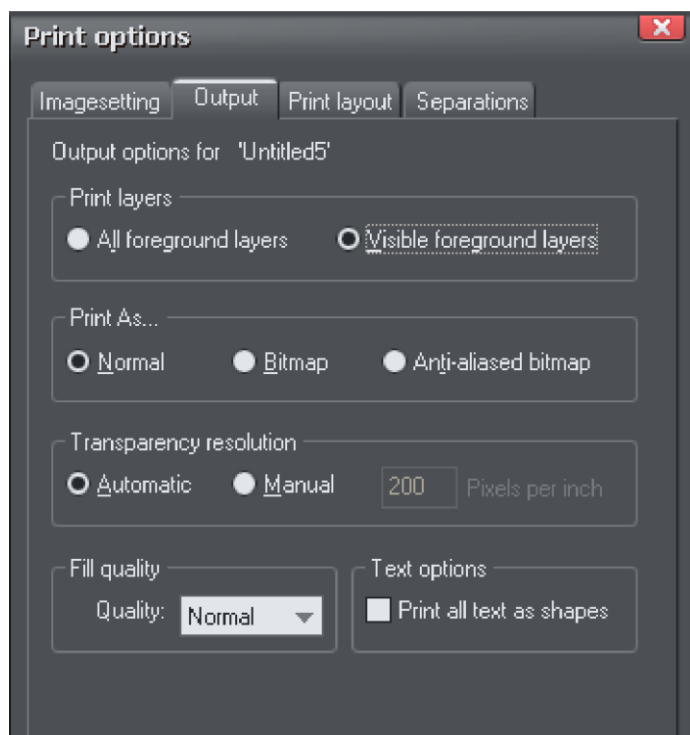 Print options
Imagesetting Output Print layout Separations
Output options for 'Untitled5'
Print layers
All foreground layers Visible foreground layers
Print As...
Normal Bitmap Anti-aliased bitmap
Transparency resolution
Automatic Manual 200 Pixels per inch
Fill quality Text options
Quality: Normal Print all text as shapes